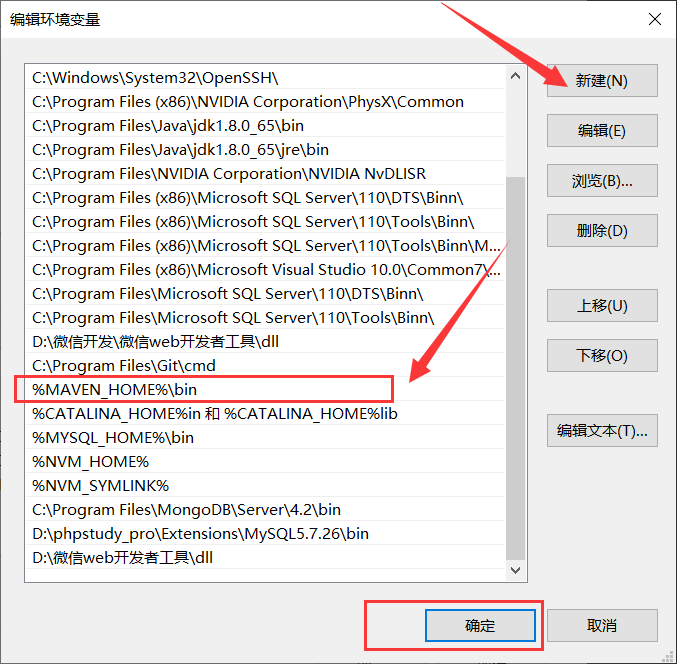 编辑环境变量
C:\Windows\System32\OpenSSH\
C:\Program Files (x86)\NVIDIA Corporation\PhysX\Common
C:\Program Files\Java\jdk1.8.0_65\bin
C:\Program Files\Java\jdk1.8.0_65\jre\bin
C:\Program Files\NVIDIA Corporation\NVIDIA NvDLISR
C:\Program Files (x86)\Microsoft SQL Server\110\DTS\Binn\
C:\Program Files (x86)\Microsoft SQL Server\110\Tools\Binn\
C:\Program Files (x86)\Microsoft SQL Server\110\Tools\Binn\M...
C:\Program Files (x86)\Microsoft Visual Studio 10.0\Common7\...
C:\Program Files\Microsoft SQL Server\110\DTS\Binn\
C:\Program Files\Microsoft SQL Server\110\Tools\Binn\
D:\微信开发\微信web开发者工具\dll
C:\Program Files\Git\cmd
%MAVEN_HOME%\bin
%CATALINA_HOME%in 和 %CATALINA_HOME%lib
%MYSQL_HOME%\bin
%NVM_HOME%
%NVM_SYMLINK%
C:\Program Files\MongoDB\Server\4.2\bin
D:\phpstudy_pro\Extensions\MySQL5.7.26\bin
D:\微信web开发者工具\dll
新建(N)
编辑(E)
浏览(B)...
删除(D)
上移(U)
下移(O)
编辑文本(T)...
确定
取消